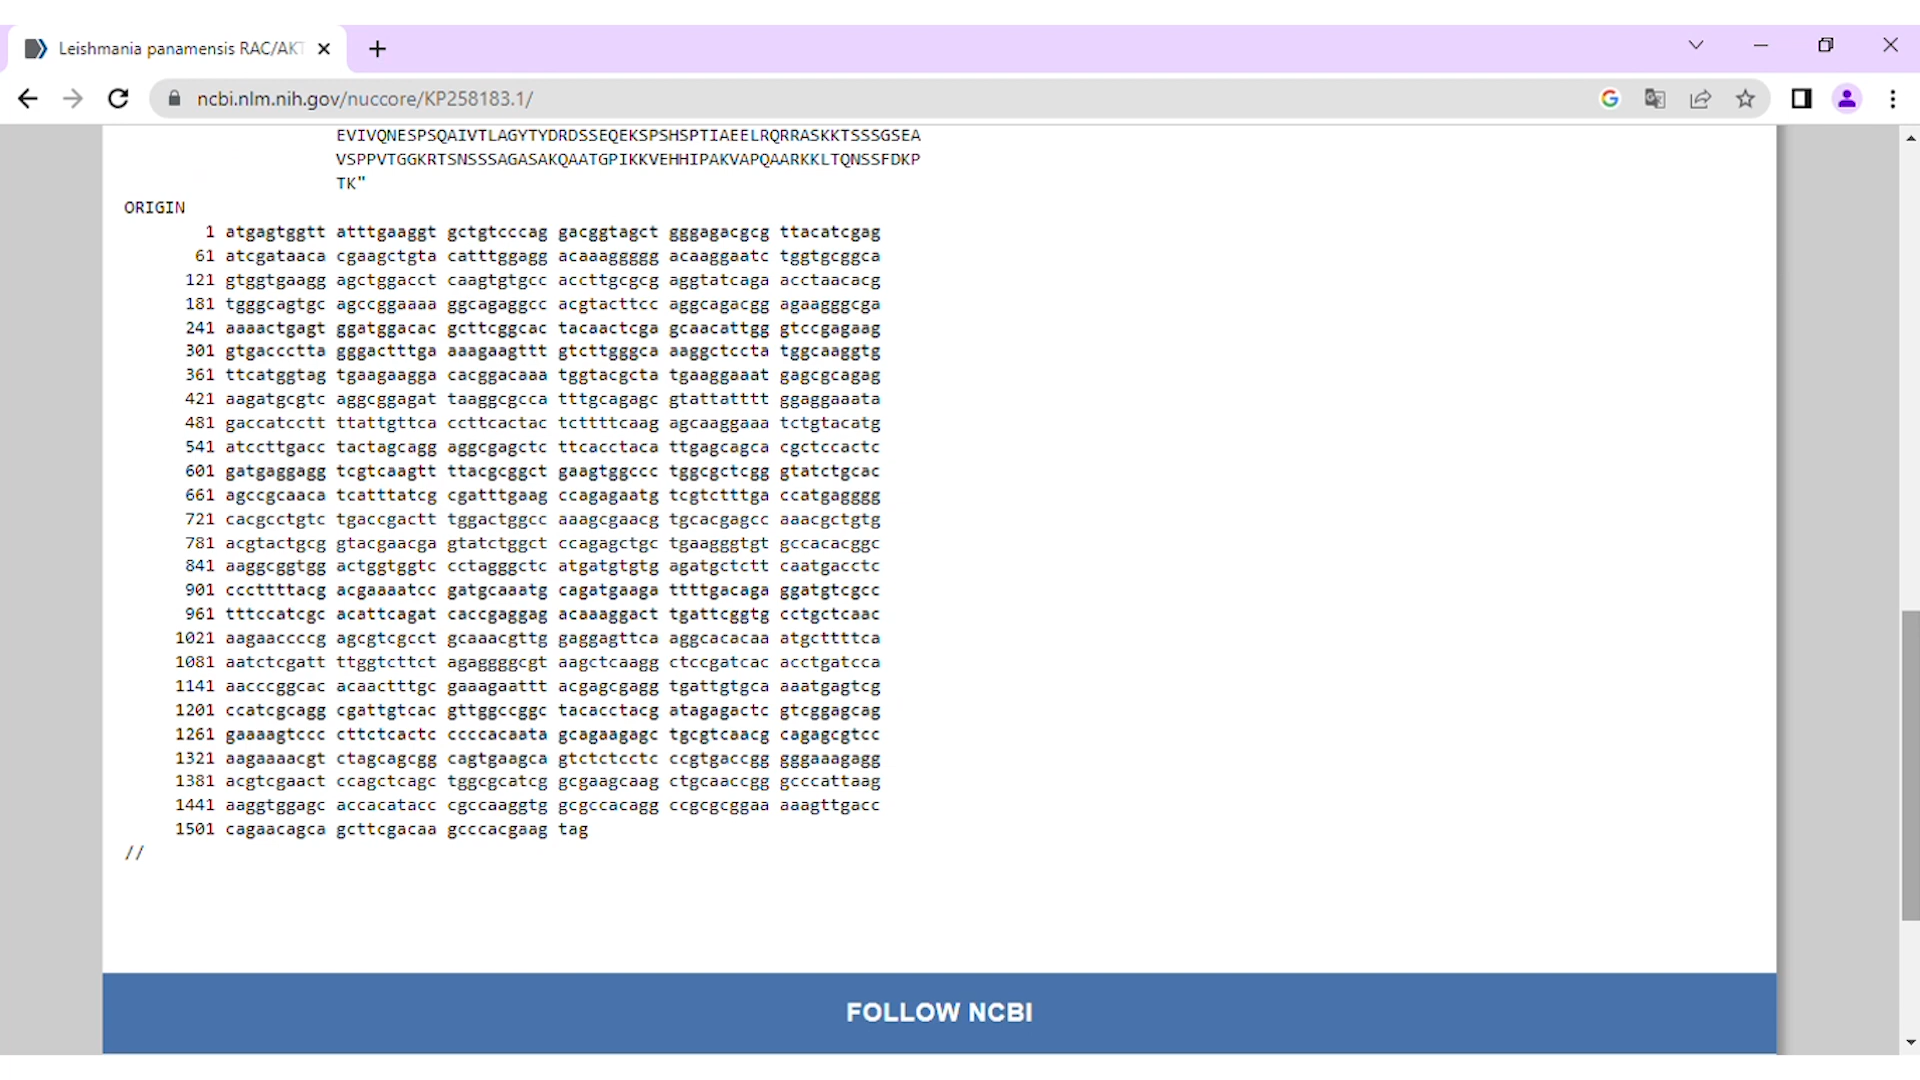 Leishmania panamensis RAC/AKT
ncbi.nlm.nih.gov/nuccore/KP258183.1/
EVIVQNESPSQAIVTLAGYTYDRDSSEQEKSPSHSPTIAEELRQRRASKKTSSSGSEA
VSPPVTGGKRTSNSSSAGASAKQAATGPIKKVEHHIPAKVAPQAARKKLTQNSSFDKP
TK"
ORIGIN
1 atgagtggtt atttgaaggt gctgtcccag gacggtagct gggagacgcg ttacatcgag
61 atcgataaca cgaagctgta catttggagg acaaaggggg acaaggaatc tggtgcggca
121 gtggtgaagg agctggacct caagtgtgcc accttgcgcg aggtatcaga acctaacacg
181 tgggcagtgc agccggaaaa ggcagaggcc acgtacttcc aggcagacgg agaagggcga
241 aaaactgagt ggatggacac gcttcggcac tacaactcga gcaacattgg gtccgagaag
301 gtgaccctta gggactttga aaagaagttt gtcttgggca aaggctccta tggcaaggtg
361 ttcatggtag tgaagaagga cacggacaaa tggtacgcta tgaaggaaat gagcgcagag
421 aagatgcgtc aggcggagat taaggcgcca tttgcagagc gtattatttt ggaggaaata
481 gaccatcctt ttattgttca ccttcactac tcttttcaag agcaaggaaa tctgtacatg
541 atccttgacc tactagcagg aggcgagctc ttcacctaca ttgagcagca cgctccactc
601 gatgaggagg tcgtcaagtt ttacgcggct gaagtggccc tggcgctcgg gtatctgcac
661 agccgcaaca tcatttatcg cgatttgaag ccagagaatg tcgtctttga ccatgagggg
721 cacgcctgtc tgaccgactt tggactggcc aaagcgaacg tgcacgagcc aaacgctgtg
781 acgtactgcg gtacgaacga gtatctggct ccagagctgc tgaagggtgt gccacacggc
841 aaggcggtgg actggtggtc cctagggctc atgatgtgtg agatgctctt caatgacctc
901 cccttttacg acgaaaatcc gatgcaaatg cagatgaaga ttttgacaga ggatgtcgcc
961 tttccatcgc acattcagat caccgaggag acaaaggact tgattcggtg cctgctcaac
1021 aagaaccccg agcgtcgcct gcaaacgttg gaggagttca aggcacacaa atgcttttca
1081 aatctcgatt ttggtcttct agaggggcgt aagctcaagg ctccgatcac acctgatcca
1141 aacccggcac acaactttgc gaaagaattt acgagcgagg tgattgtgca aaatgagtcg
1201 ccatcgcagg cgattgtcac gttggccggc tacacctacg atagagactc gtcggagcag
1261 gaaaagtccc cttctcactc ccccacaata gcagaagagc tgcgtcaacg cagagcgtcc
1321 aagaaaacgt ctagcagcgg cagtgaagca gtctctcctc ccgtgaccgg gggaaagagg
1381 acgtcgaact ccagctcagc tggcgcatcg gcgaagcaag ctgcaaccgg gcccattaag
1441 aaggtggagc accacatacc cgccaaggtg gcgccacagg ccgcgcggaa aaagttgacc
1501 cagaacagca gcttcgacaa gcccacgaag tag
//
FOLLOW NCBI